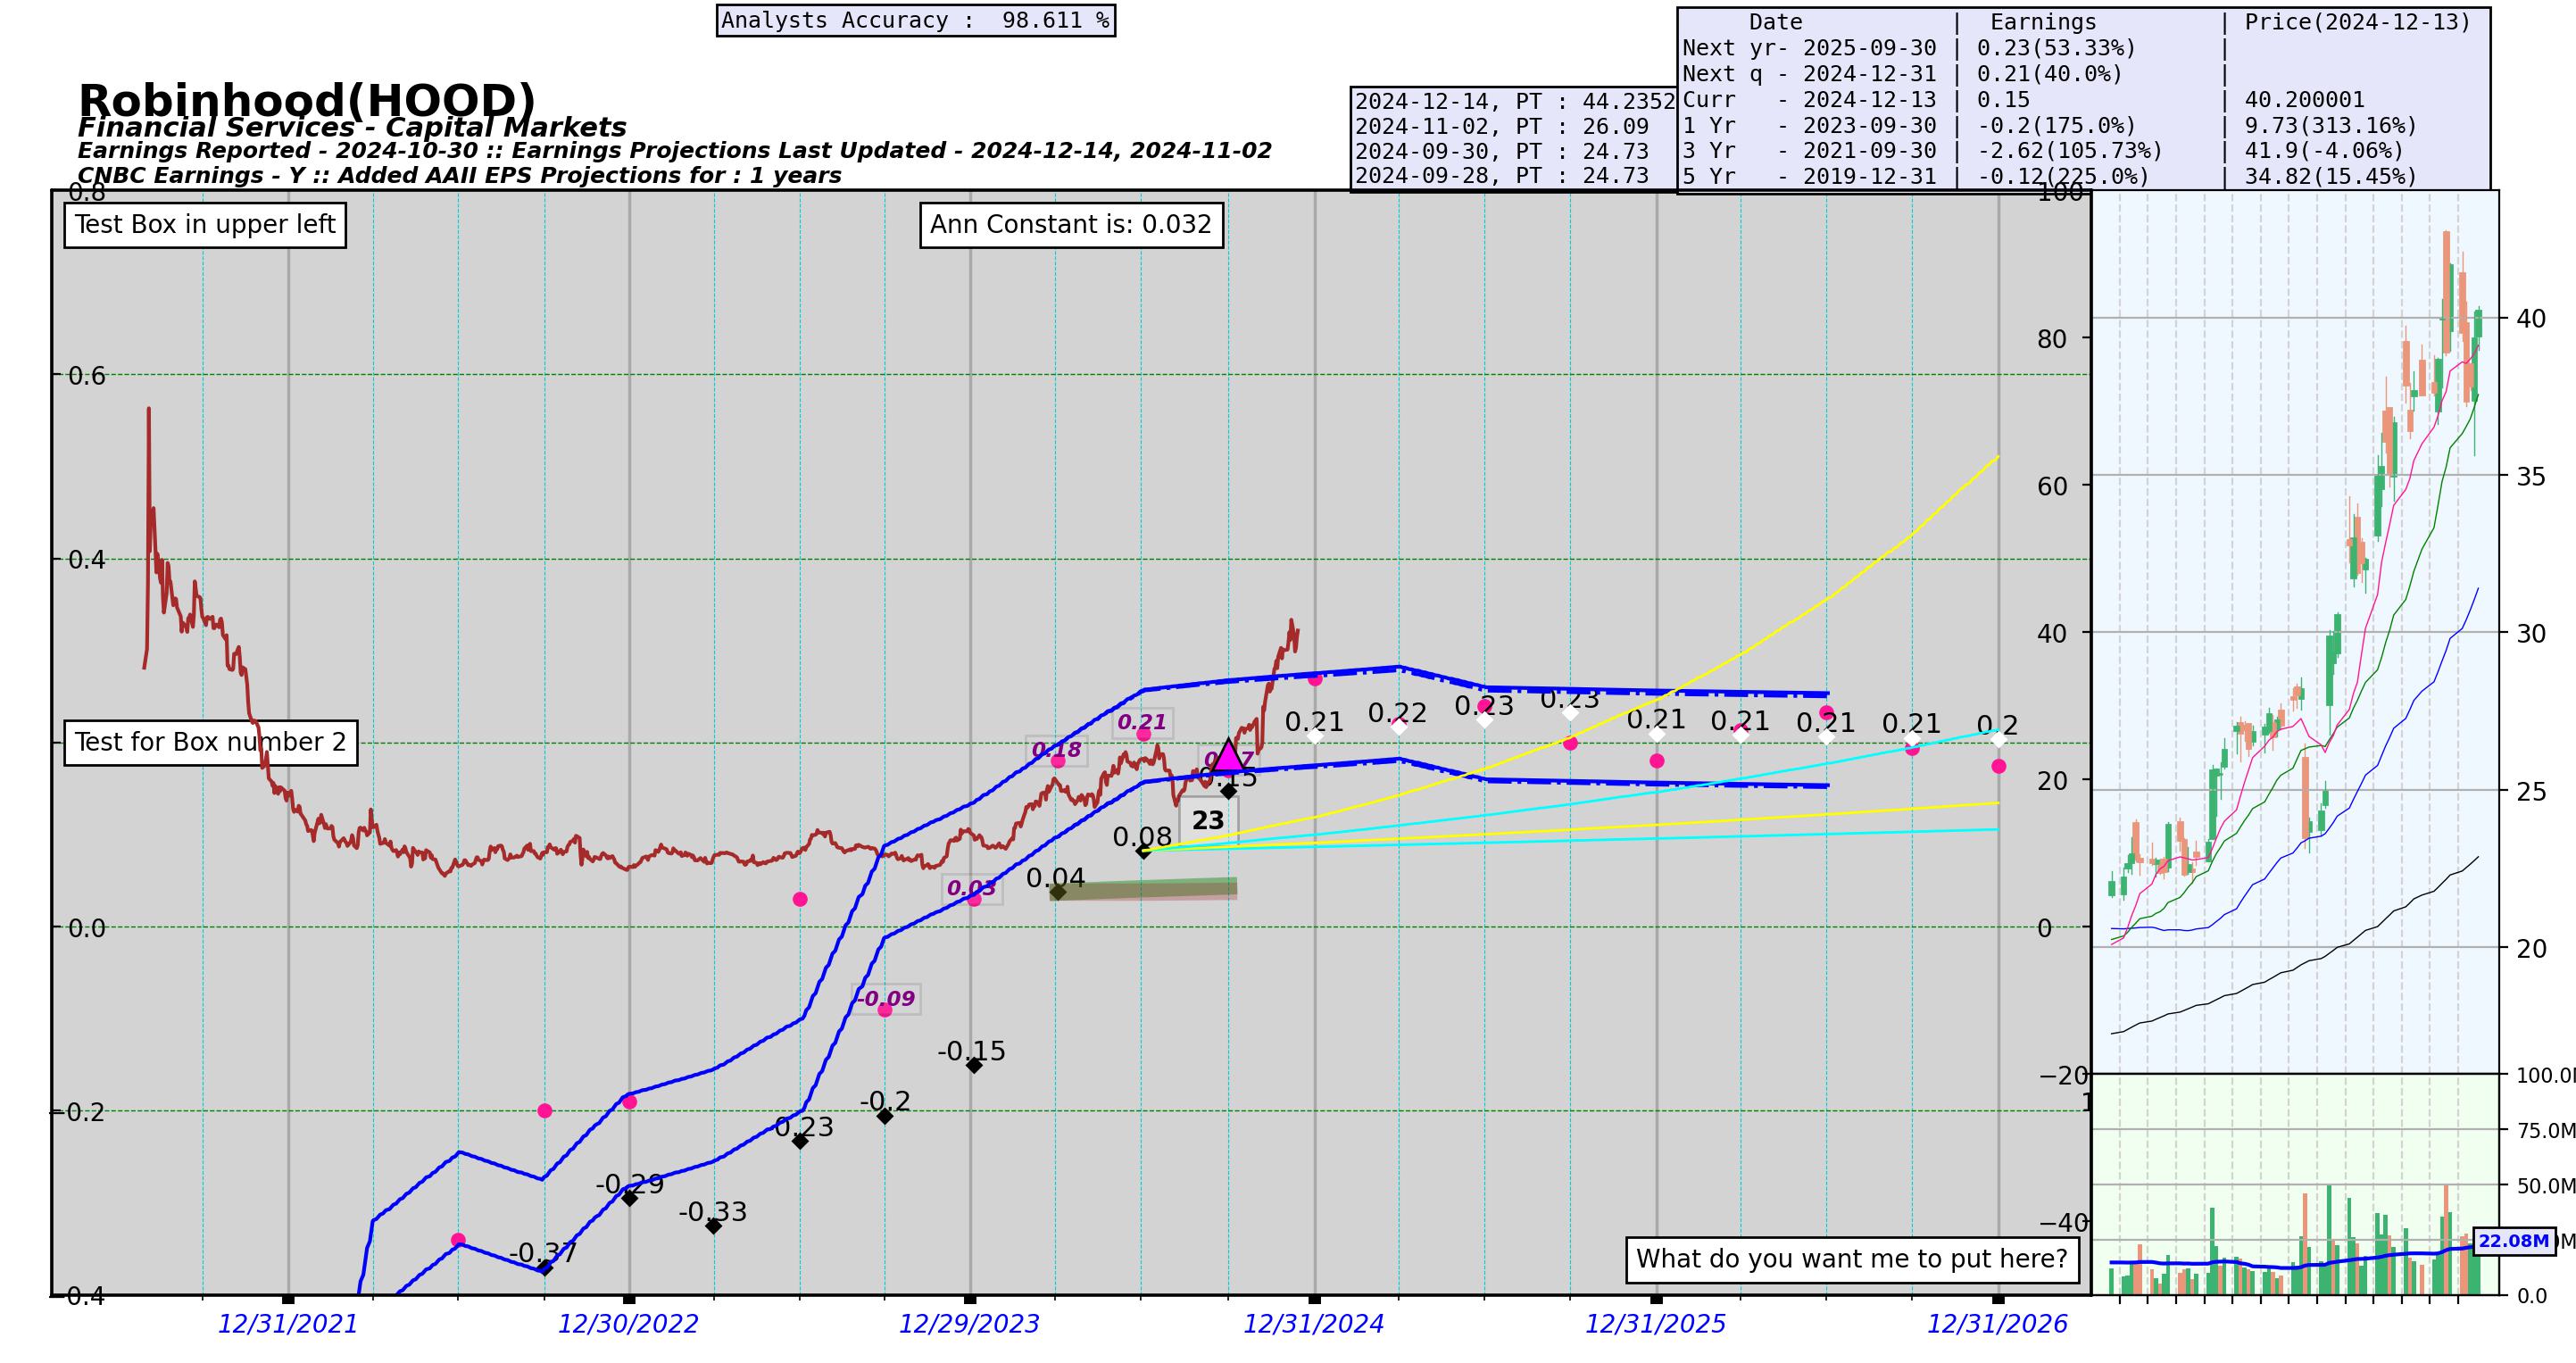 Analysts Accuracy :  98.611 %
Date | Earnings | Price(2024-12-13)
Next yr- 2025-09-30 | 0.23(53.33%) |
Next q - 2024-12-31 | 0.21(40.0%) |
Curr - 2024-12-13 | 0.15 | 40.200001
1 Yr - 2023-09-30 | -0.2(175.0%) | 9.73(313.16%)
3 Yr - 2021-09-30 | -2.62(105.73%) | 41.9(-4.06%)
5 Yr - 2019-12-31 | -0.12(225.0%) | 34.82(15.45%)
2024-12-14, PT : 44.2352
2024-11-02, PT : 26.09
2024-09-30, PT : 24.73
2024-09-28, PT : 24.73
Robinhood(HOOD)
Financial Services - Capital Markets
Earnings Reported - 2024-10-30 :: Earnings Projections Last Updated - 2024-12-14, 2024-11-02
CNBC Earnings - Y :: Added AAII EPS Projections for : 1 years
Test Box in upper left
Ann Constant is: 0.032
Test for Box number 2
What do you want me to put here?
0.8
0.6
0.4
0.0
-0.2
-0.4
100
80
60
40
20
0
−20
−40
40
35
30
25
20
100.0M
75.0M
50.0M
22.08M
0.0
-0.37
-0.29
-0.33
-0.23
-0.2
-0.15
0.04
0.08
0.15
-0.09
0.03
0.18
0.21
23
0.21
0.22
0.23
0.23
0.21
0.21
0.21
0.21
0.2
12/31/2021
12/30/2022
12/29/2023
12/31/2024
12/31/2025
12/31/2026